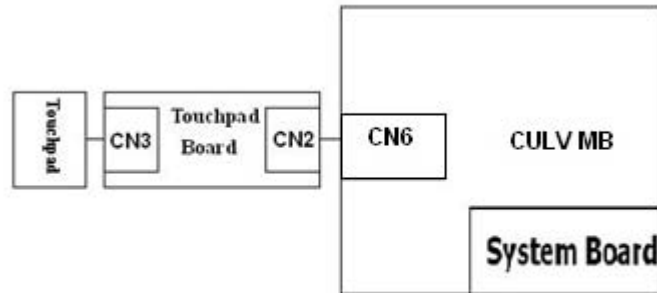 Touchpad
CN3
Touchpad
Board
CN2
CN6
CULV MB
System Board